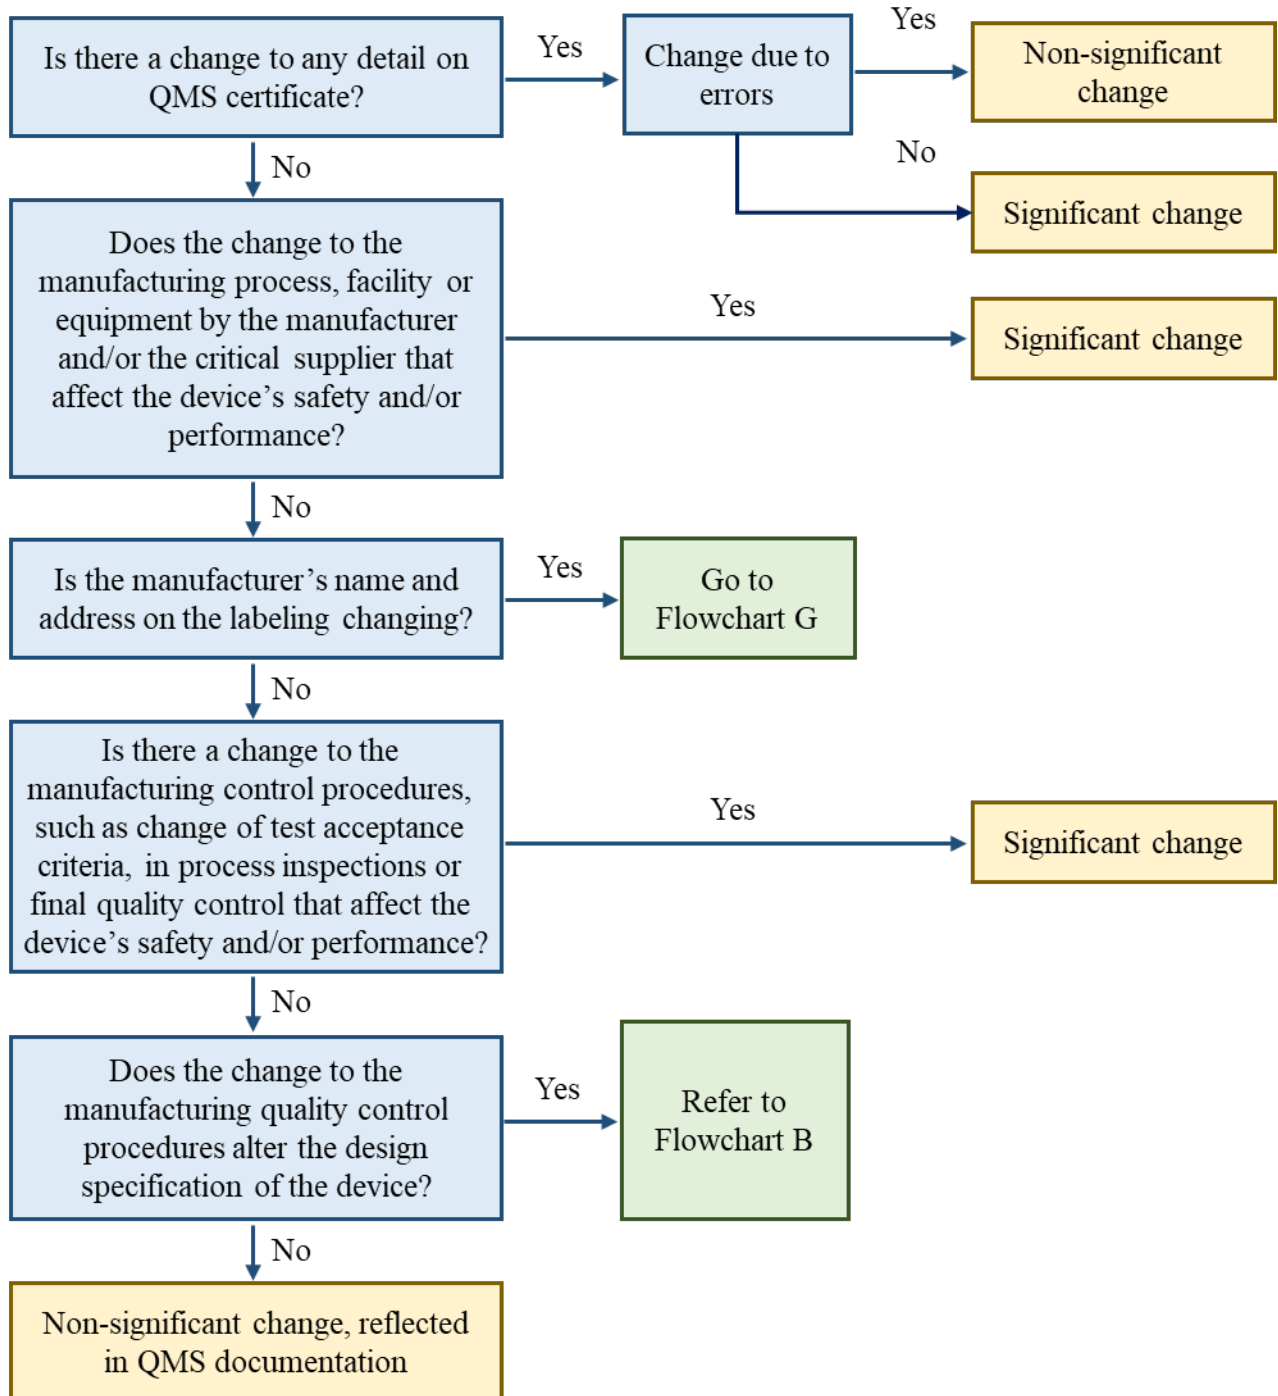 Is there a change to any detail on
QMS certificate?
Yes
Change due to
errors
Yes
Non-significant
change
No
Significant change
No
Does the change to the
manufacturing process, facility or
equipment by the manufacturer
and/or the critical supplier that
affect the device’s safety and/or
performance?
Yes
Significant change
No
Is the manufacturer’s name and
address on the labeling changing?
Yes
Go to
Flowchart G
No
Is there a change to the
manufacturing control procedures,
such as change of test acceptance
criteria, in process inspections or
final quality control that affect the
device’s safety and/or performance?
Yes
Significant change
No
Does the change to the
manufacturing quality control
procedures alter the design
specification of the device?
Yes
Refer to
Flowchart B
No
Non-significant change, reflected
in QMS documentation